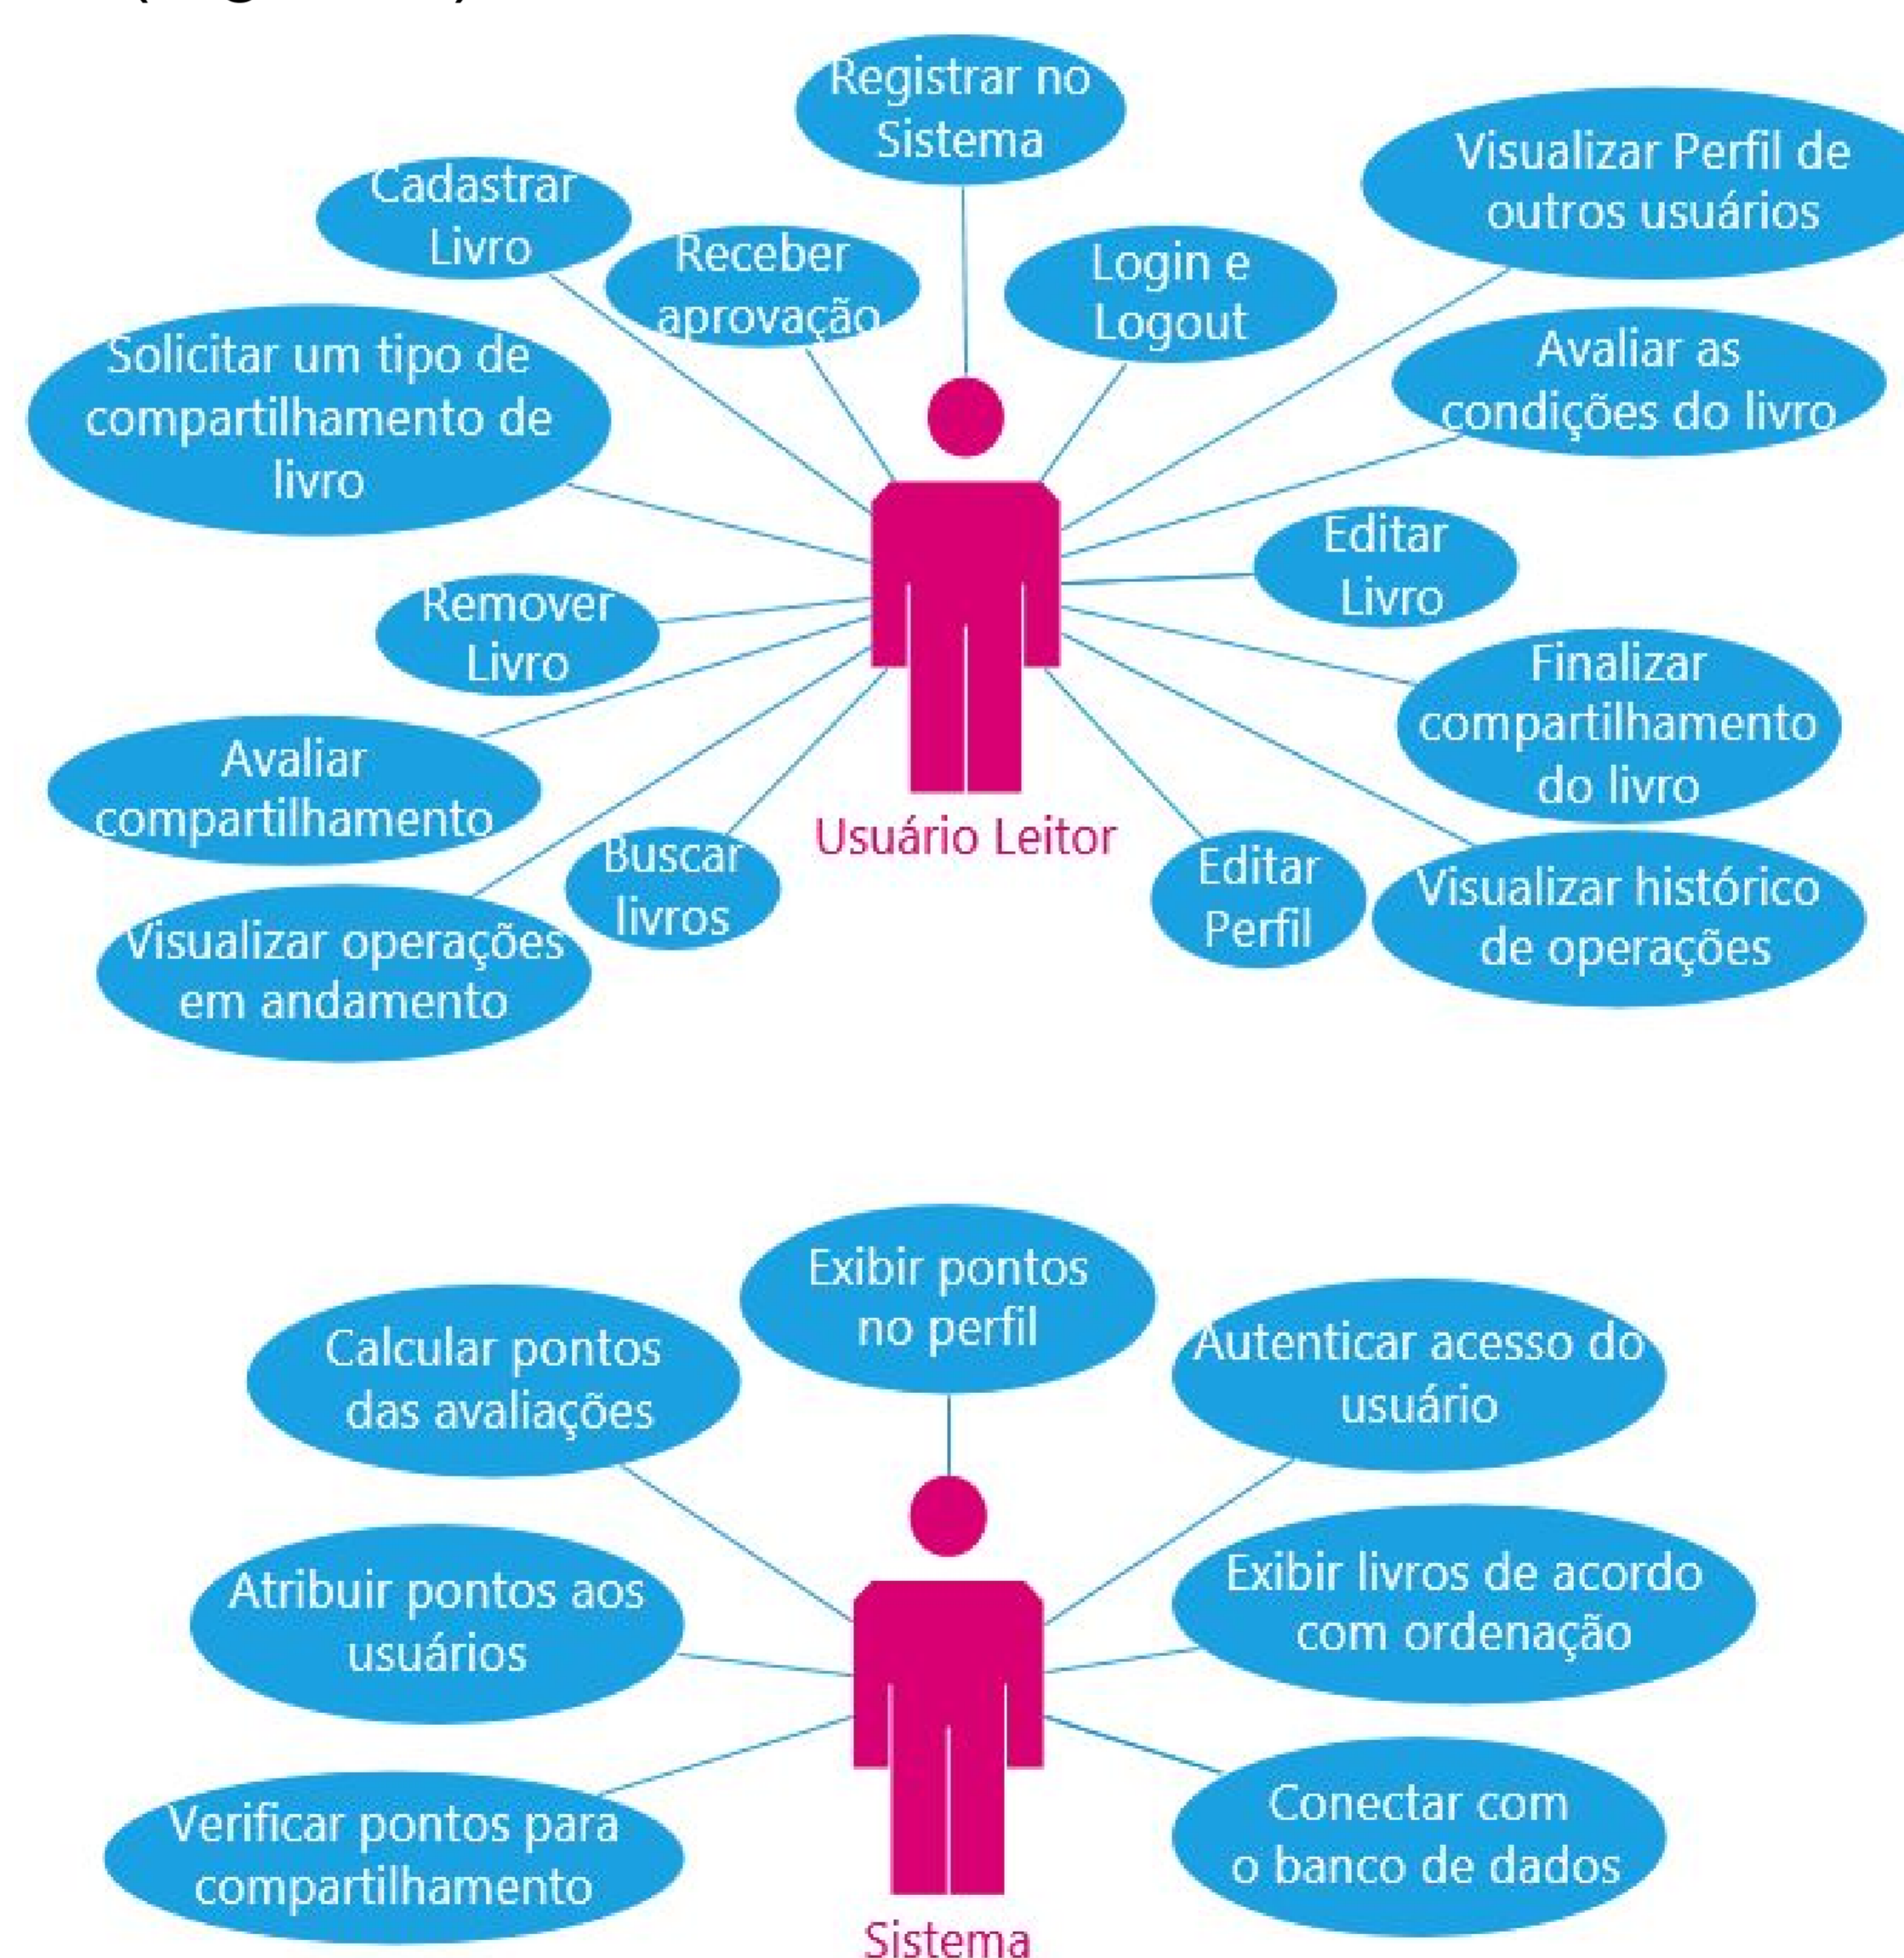 Registrar no
Sistema
Visualizar Perfil de
outros usuários
Cadastrar
Livro
Receber
aprovação
Login e
Logout
Solicitar um tipo de
compartilhamento de
livro
Avaliar as
condições do livro
Editar
Livro
Remover
Livro
Finalizar
compartilhamento
do livro
Avaliar
compartilhamento
Usuário Leitor
Buscar
livros
Editar
Perfil
Visualizar histórico
de operações
Visualizar operações
em andamento
Exibir pontos
no perfil
Calcular pontos
das avaliações
Autenticar acesso do
usuário
Atribuir pontos aos
usuários
Exibir livros de acordo
com ordenação
Verificar pontos para
compartilhamento
Conectar com
o banco de dados
Sistema